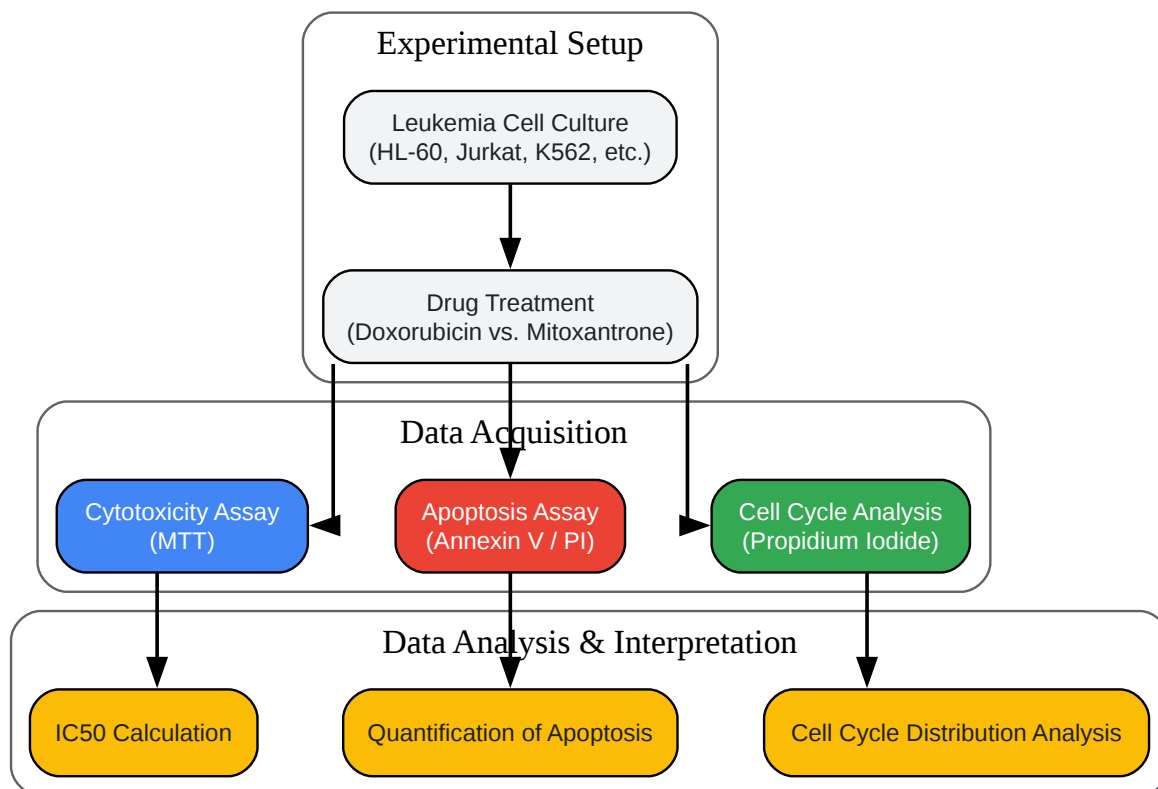 Experimental Setup
Leukemia Cell Culture
(HL-60, Jurkat, K562, etc.)
Drug Treatment
(Doxorubicin vs. Mitoxantrone)
Data Acquisition
Cytotoxicity Assay
(MTT)
Apoptosis Assay
(Annexin V / PI)
Cell Cycle Analysis
(Propidium Iodide)
Data Analysis & Interpretation
IC50 Calculation
Quantification of Apoptosis
Cell Cycle Distribution Analysis